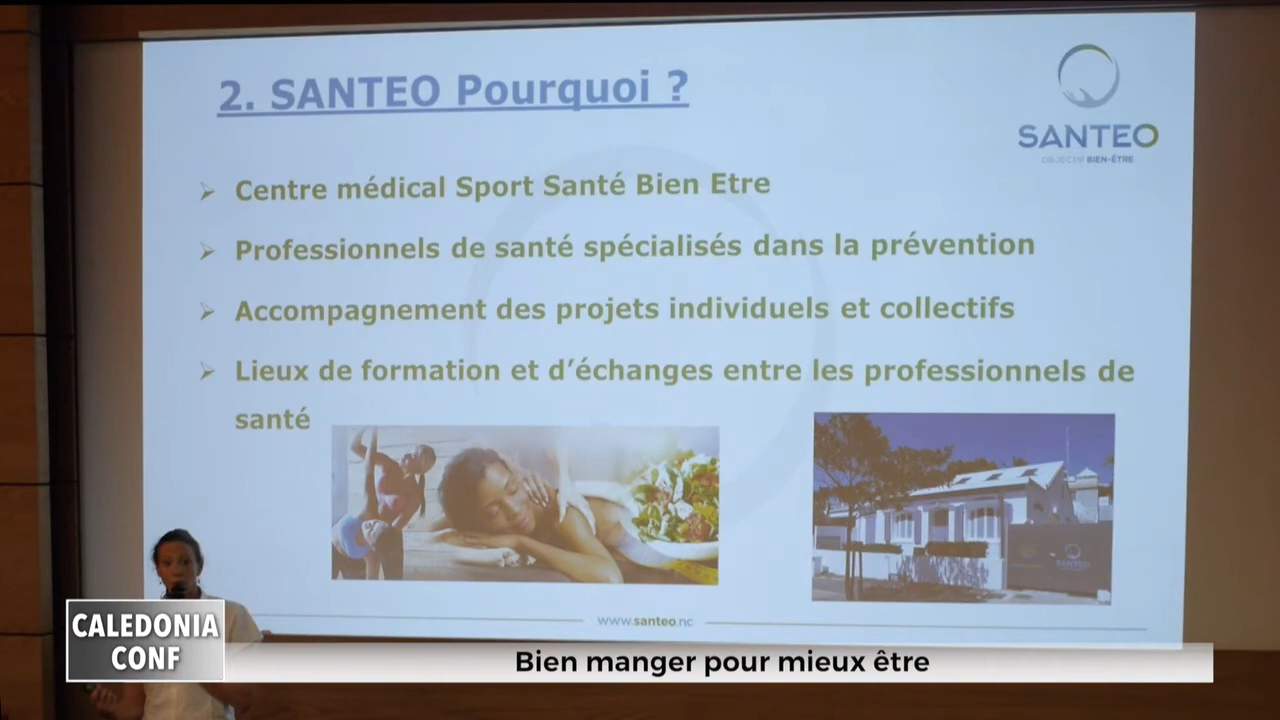 2. SANTEO Pourquoi ?
SANTEO
OBJECTIF BIEN-ÊTRE
Centre médical Sport Santé Bien Etre
Professionnels de santé spécialisés dans la prévention
Accompagnement des projets individuels et collectifs
Lieux de formation et d’échanges entre les professionnels de
santé
SANTEO
www.santeo.nc
CALEDONIA
CONF
Bien manger pour mieux être